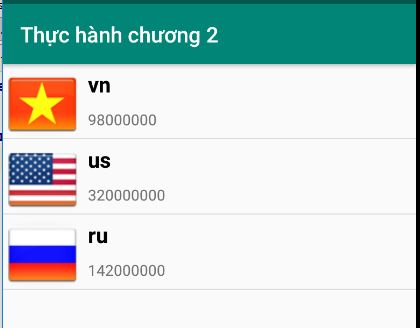 Thực hành chương 2
vn
98000000
us
320000000
ru
142000000